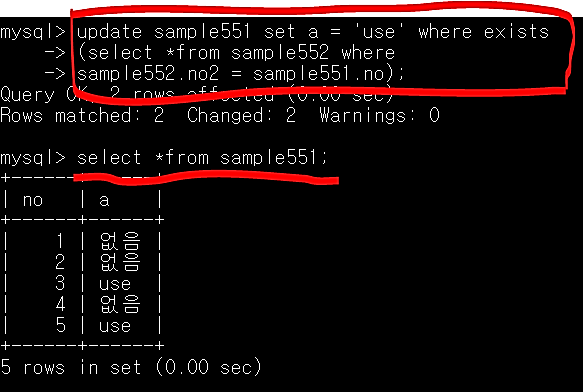 mysql> update sample551 set a = 'use' where exists
    -> (select *from sample552 where
    -> sample552.no2 = sample551.no);
Query OK, 2 rows affected (0.00 sec)
Rows matched: 2  Changed: 2  Warnings: 0
mysql> select *from sample551;
+------+------+
| no   | a    |
+------+------+
|    1 | 없음 |
|    2 | 없음 |
|    3 | use  |
|    4 | 없음 |
|    5 | use  |
+------+------+
5 rows in set (0.00 sec)